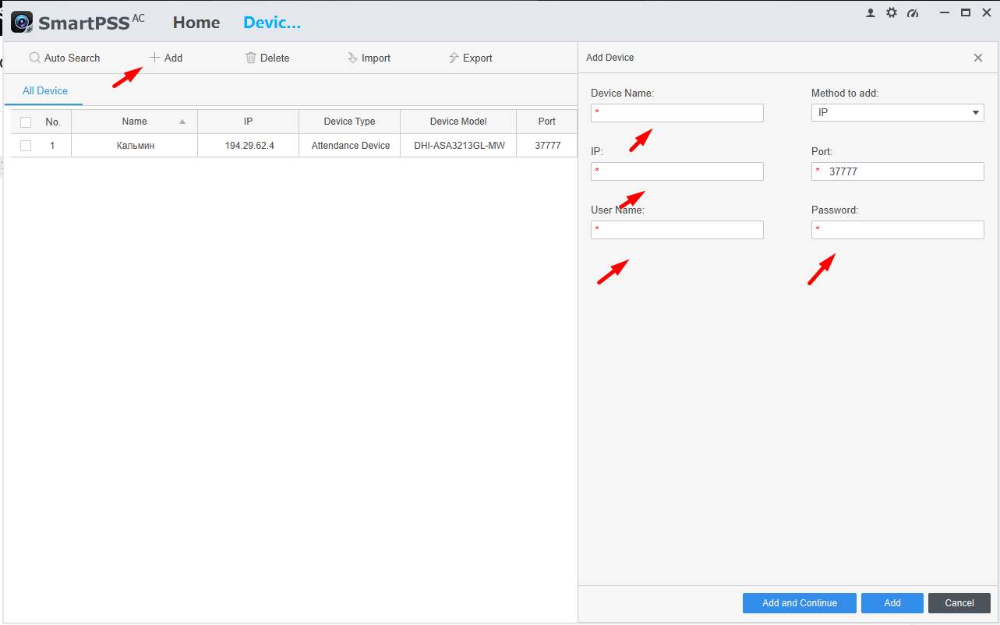 SmartPSS AC Home Devic...
Auto Search Add Delete Import Export
All Device
No. Name IP Device Type Device Model Port
1 Кальмин 194.29.62.4 Attendance Device DHI-ASA3213GL-MW 37777
Add Device
Device Name: Method to add:
* IP
IP: Port:
* * 37777
User Name: Password:
* *
Add and Continue Add Cancel